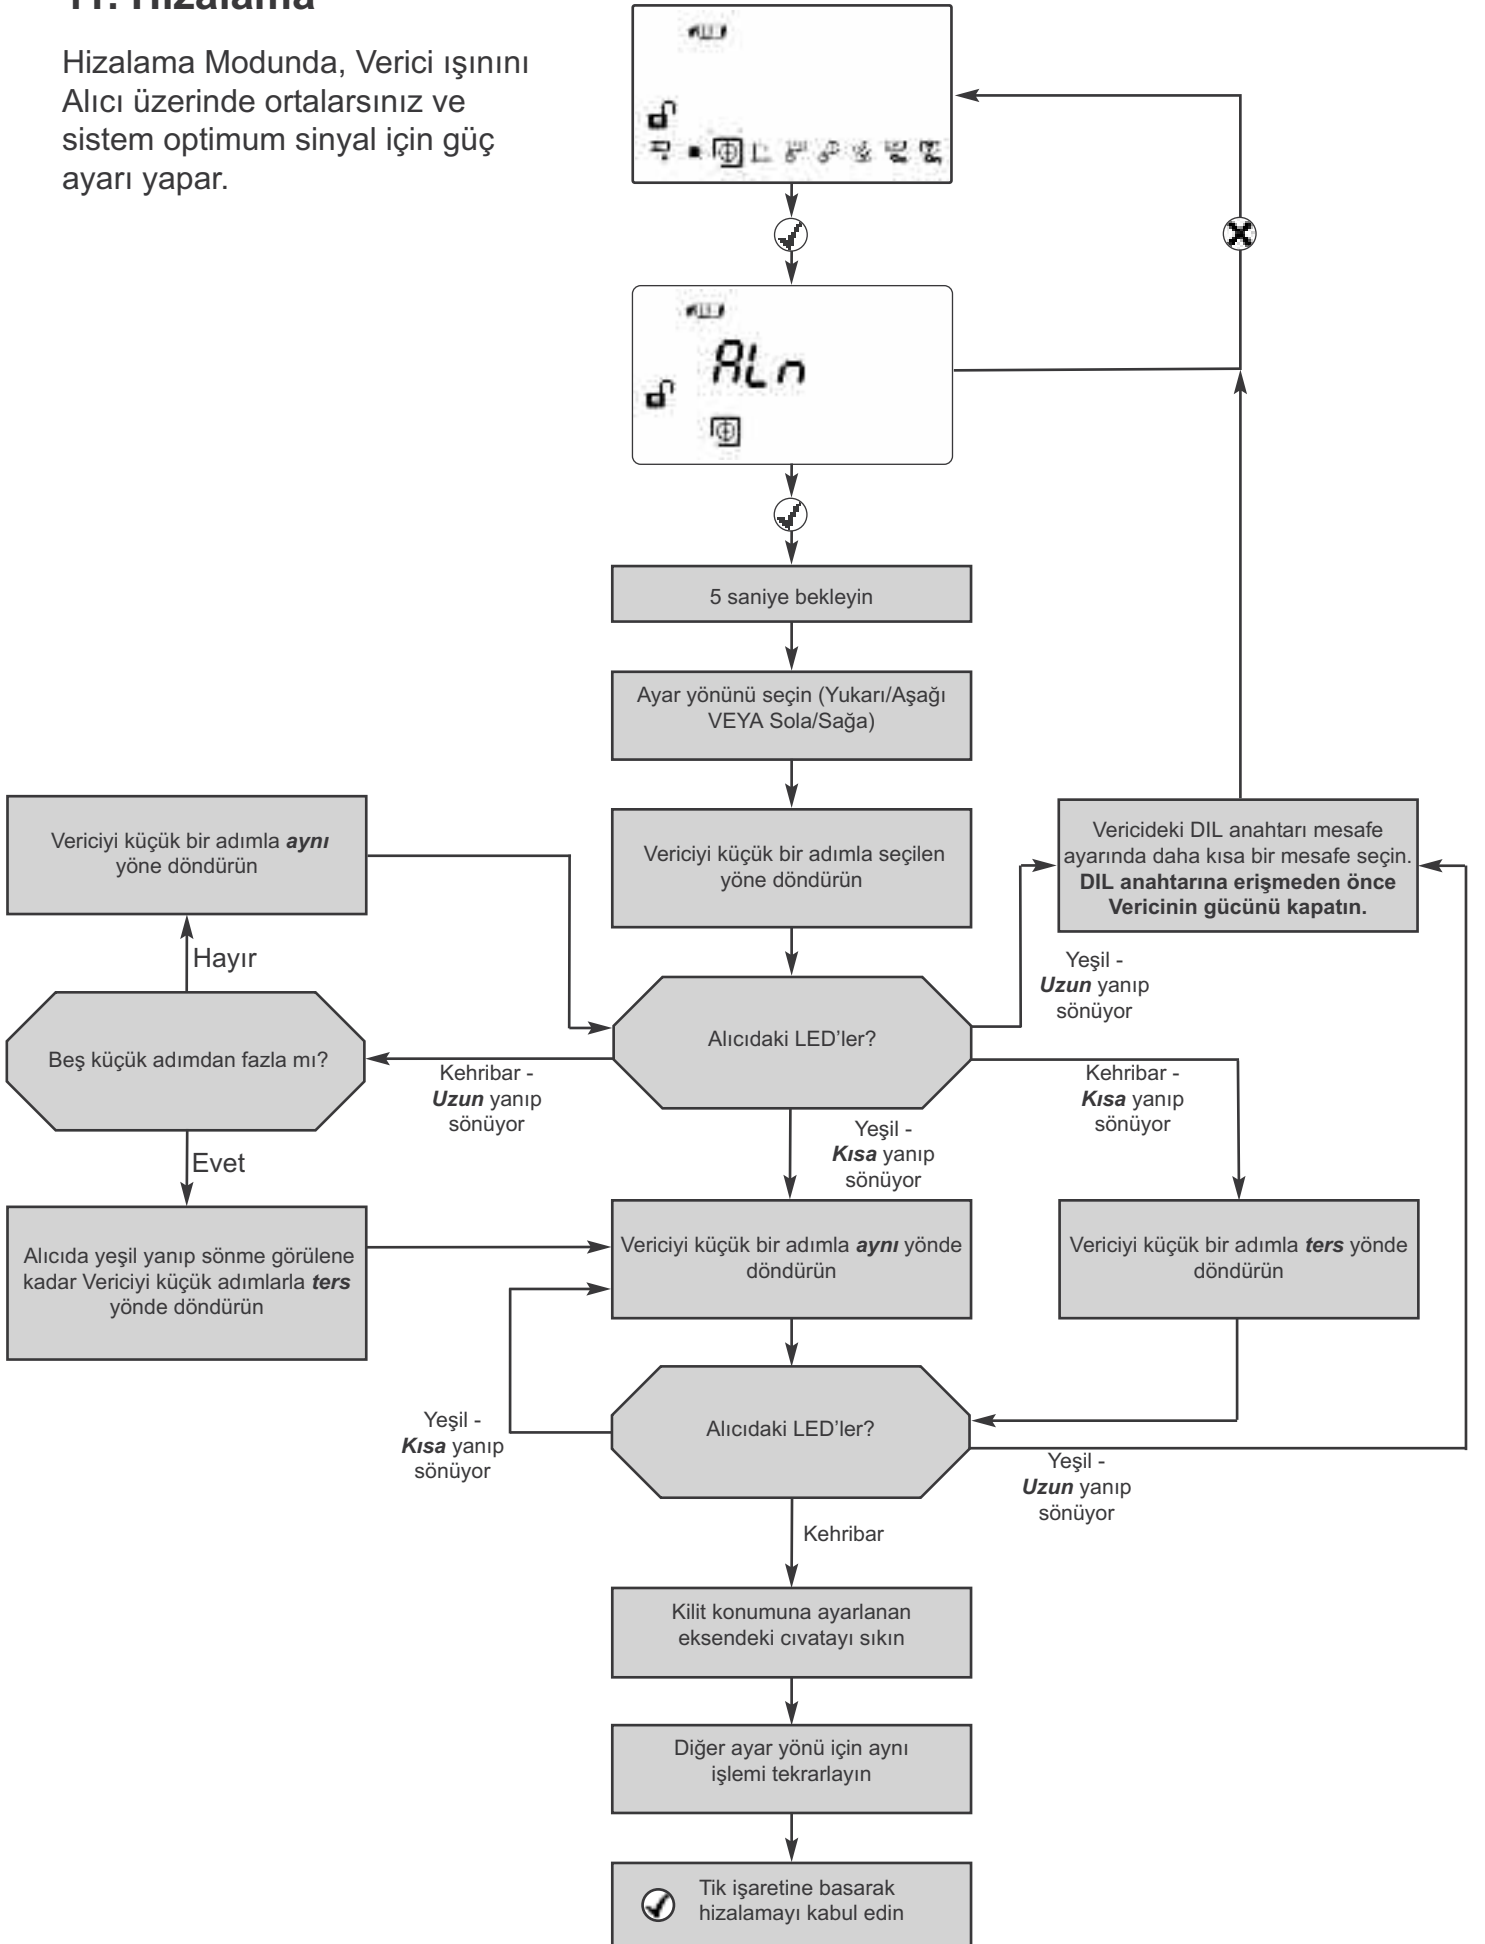 11. Hizalama
Hizalama Modunda, Verici ışınını
Alıcı üzerinde ortalarsınız ve
sistem optimum sinyal için güç
ayarı yapar.
ALn
5 saniye bekleyin
Ayar yönünü seçin (Yukarı/Aşağı
VEYA Sola/Sağa)
Vericiyi küçük bir adımla aynı
yöne döndürün
Vericiyi küçük bir adımla seçilen
yöne döndürün
Vericideki DIL anahtarı mesafe
ayarında daha kısa bir mesafe seçin.
DIL anahtarına erişmeden önce
Vericinin gücünü kapatın.
Hayır
Yeşil -
Uzun yanıp
sönüyor
Beş küçük adımdan fazla mı?
Alıcıdaki LED’ler?
Kehribar -
Uzun yanıp
sönüyor
Kehribar -
Kısa yanıp
sönüyor
Yeşil -
Kısa yanıp
sönüyor
Evet
Alıcıda yeşil yanıp sönme görülene
kadar Vericiyi küçük adımlarla ters
yönde döndürün
Vericiyi küçük bir adımla aynı yönde
döndürün
Vericiyi küçük bir adımla ters yönde
döndürün
Yeşil -
Kısa yanıp
sönüyor
Alıcıdaki LED’ler?
Yeşil -
Uzun yanıp
sönüyor
Kehribar
Kilit konumuna ayarlanan
eksendeki cıvatayı sıkın
Diğer ayar yönü için aynı
işlemi tekrarlayın
Tik işaretine basarak
hizalamayı kabul edin